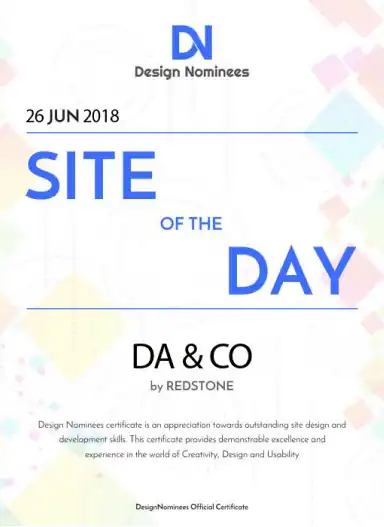 DN
Design Nominees
26 JUN 2018
SITE
OF THE
DAY
DA & CO
by REDSTONE
Design Nominees certificate is an appreciation towards outstanding site design and
development skills. This certificate provides demonstrable excellence and
experience in the world of Creativity, Design and Usability
DesignNominees Official Certificate